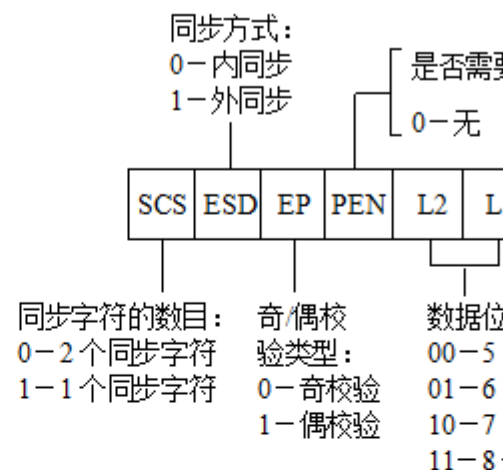 同步方式：
0－内同步
1－外同步
是否需
0－无
SCS ESD EP PEN L2 L
同步字符的数目：
0－2个同步字符
1－1个同步字符
奇/偶校
验类型：
0－奇校验
1－偶校验
数据位
00－5
01－6
10－7
11－8